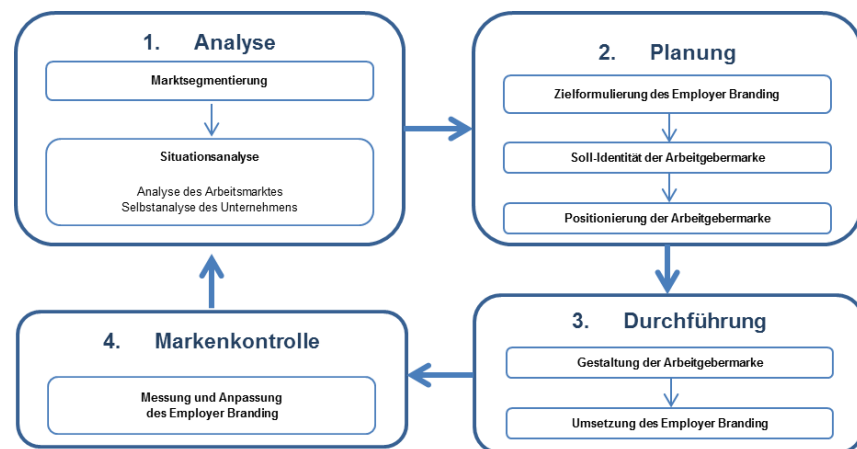 1. Analyse
Marktsegmentierung
Situationsanalyse
Analyse des Arbeitsmarktes
Selbstanalyse des Unternehmens
2. Planung
Zielformulierung des Employer Branding
Soll-Identität der Arbeitgebermarke
Positionierung der Arbeitgebermarke
3. Durchführung
Gestaltung der Arbeitgebermarke
Umsetzung des Employer Branding
4. Markenkontrolle
Messung und Anpassung
des Employer Branding